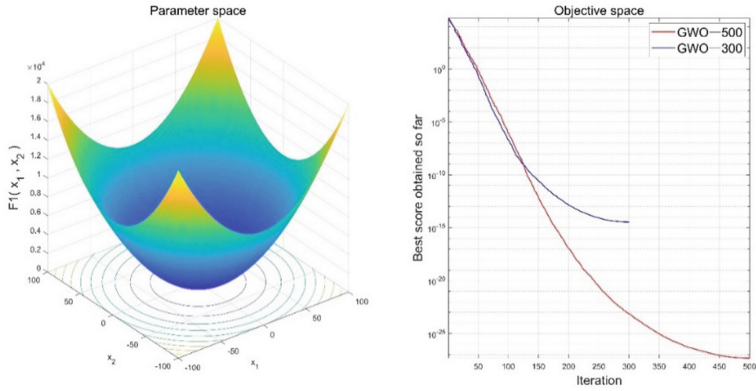 Parameter space
×10⁴
2
1.8
1.6
1.4
1.2
1
0.8
0.6
0.4
0.2
0
F1( x₁ , x₂ )
100
50
0
-50
-100
x₂
-100
-50
0
50
100
x₁
Objective space
GWO—500
GWO—300
10⁰
10⁻⁵
10⁻¹⁰
10⁻¹⁵
10⁻²⁰
10⁻²⁵
Best score obtained so far
50 100 150 200 250 300 350 400 450 500
Iteration